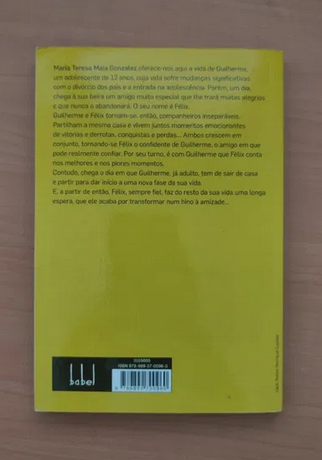 Maria Teresa Maia Gonzalez oferece-nos aqui a vida de Guilherme,
um adolescente de 12 anos, cuja vida sofre mudanças significativas
com o divórcio dos pais e a entrada na adolescência. Porém, um dia,
chega à sua beira um amigo muito especial que lhe trará muitas alegrias
e que nunca o abandonará. O seu nome é Félix.
Guilherme e Félix tornam-se, então, companheiros inseparáveis.
Partilham a mesma casa e vivem juntos momentos emocionantes
de vitórias e derrotas, conquistas e perdas... Ambos crescem em
conjunto, tornando-se Félix o confidente de Guilherme, o amigo em que
pode realmente confiar. Por seu turno, é com Guilherme que Félix conta
nos melhores e nos piores momentos.
Contudo, chega o dia em que Guilherme, já adulto, tem de sair de casa
e partir para dar início a uma nova fase da sua vida.
E, a partir de então, Félix, sempre fiel, faz do resto da sua vida uma longa
espera, que ele acaba por transformar num hino à amizade...
babel